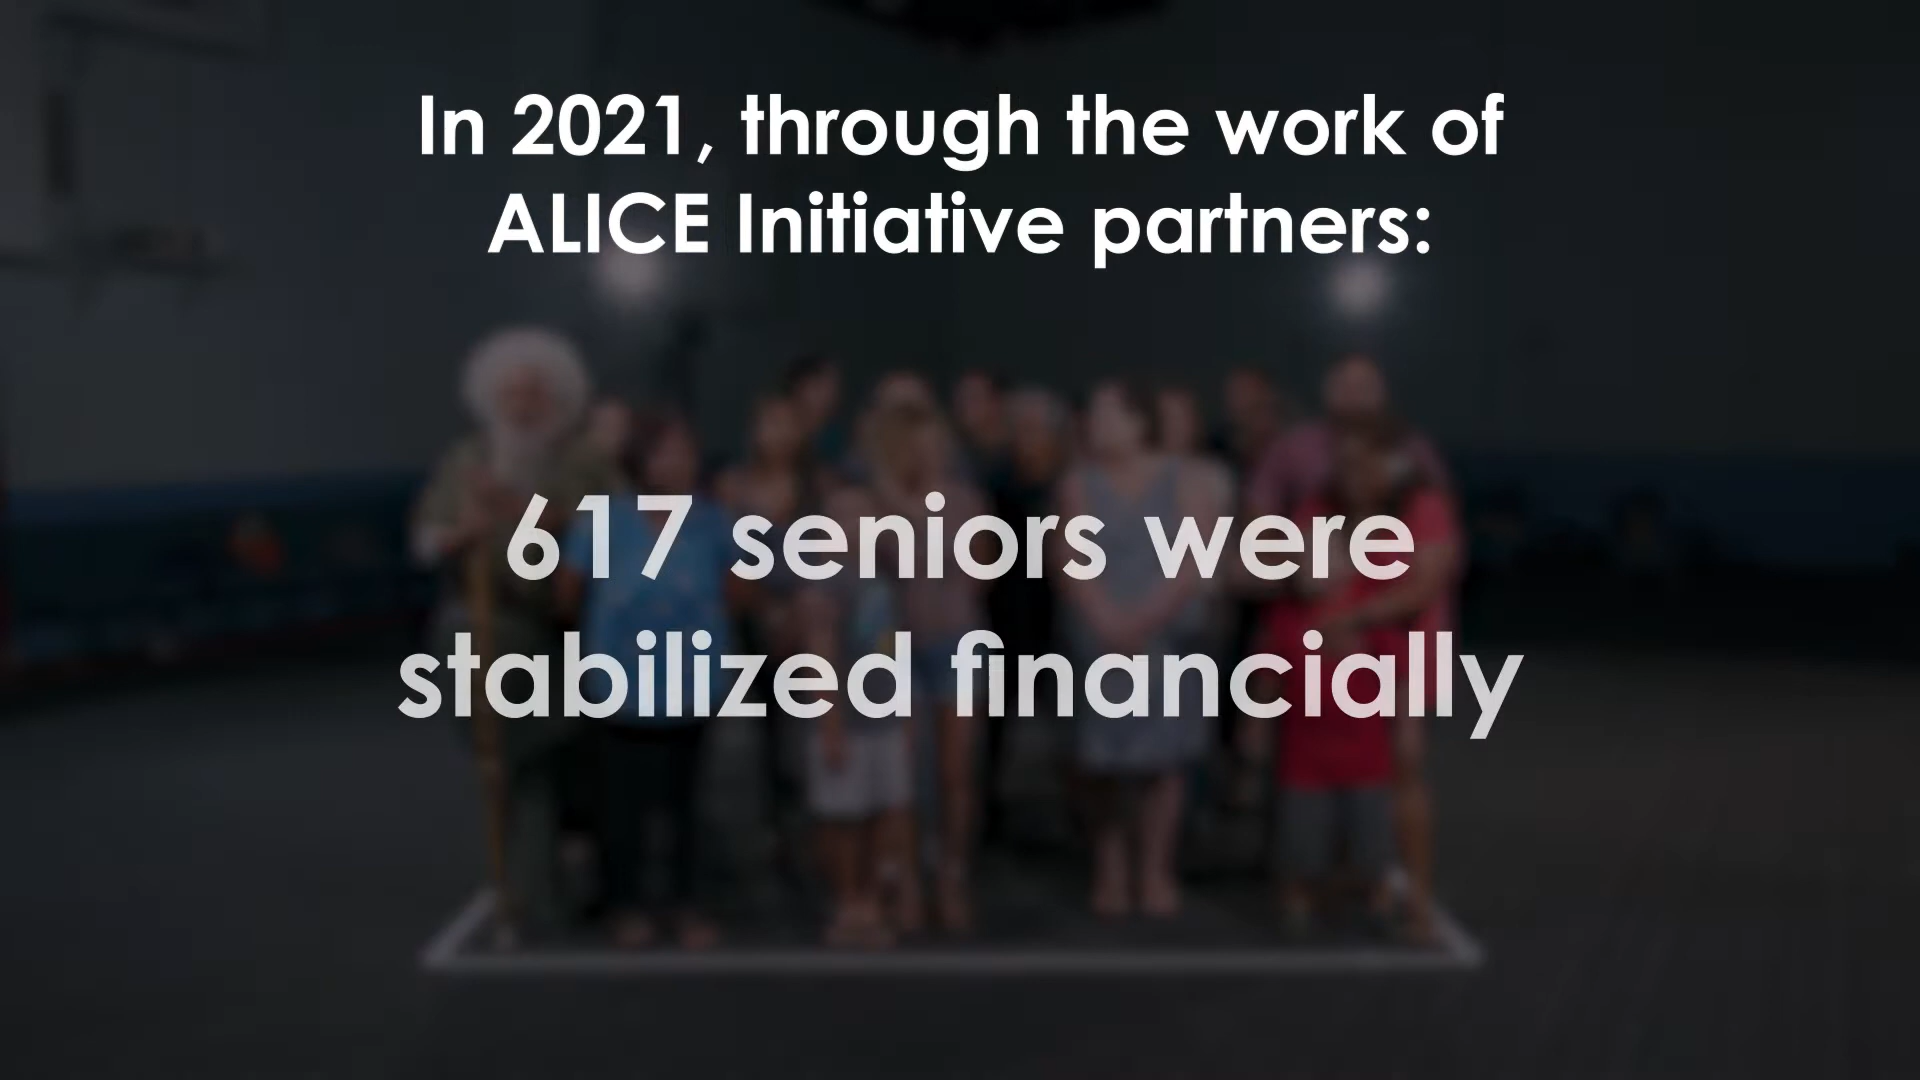 In 2021, through the work of
ALICE Initiative partners:
617 seniors were
stabilized financially